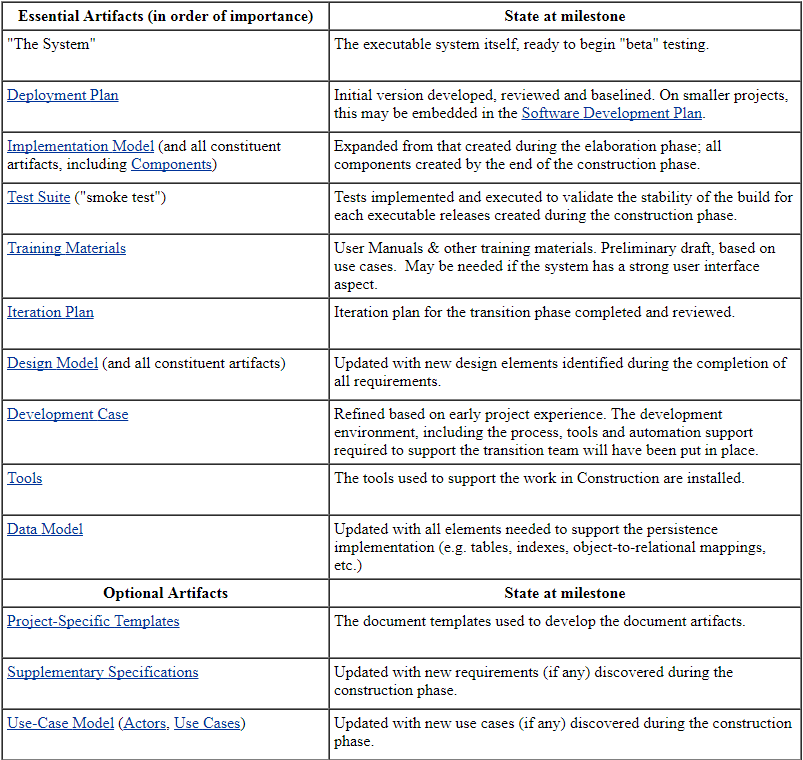 Essential Artifacts (in order of importance)
State at milestone
"The System"
The executable system itself, ready to begin "beta" testing.
Deployment Plan
Initial version developed, reviewed and baselined. On smaller projects,
this may be embedded in the Software Development Plan.
Implementation Model (and all constituent
artifacts, including Components)
Expanded from that created during the elaboration phase; all
components created by the end of the construction phase.
Test Suite ("smoke test")
Tests implemented and executed to validate the stability of the build for
each executable releases created during the construction phase.
Training Materials
User Manuals & other training materials. Preliminary draft, based on
use cases.  May be needed if the system has a strong user interface
aspect.
Iteration Plan
Iteration plan for the transition phase completed and reviewed.
Design Model (and all constituent artifacts)
Updated with new design elements identified during the completion of
all requirements.
Development Case
Refined based on early project experience. The development
environment, including the process, tools and automation support
required to support the transition team will have been put in place.
Tools
The tools used to support the work in Construction are installed.
Data Model
Updated with all elements needed to support the persistence
implementation (e.g. tables, indexes, object-to-relational mappings,
etc.)
Optional Artifacts
State at milestone
Project-Specific Templates
The document templates used to develop the document artifacts.
Supplementary Specifications
Updated with new requirements (if any) discovered during the
construction phase.
Use-Case Model (Actors, Use Cases)
Updated with new use cases (if any) discovered during the construction
phase.